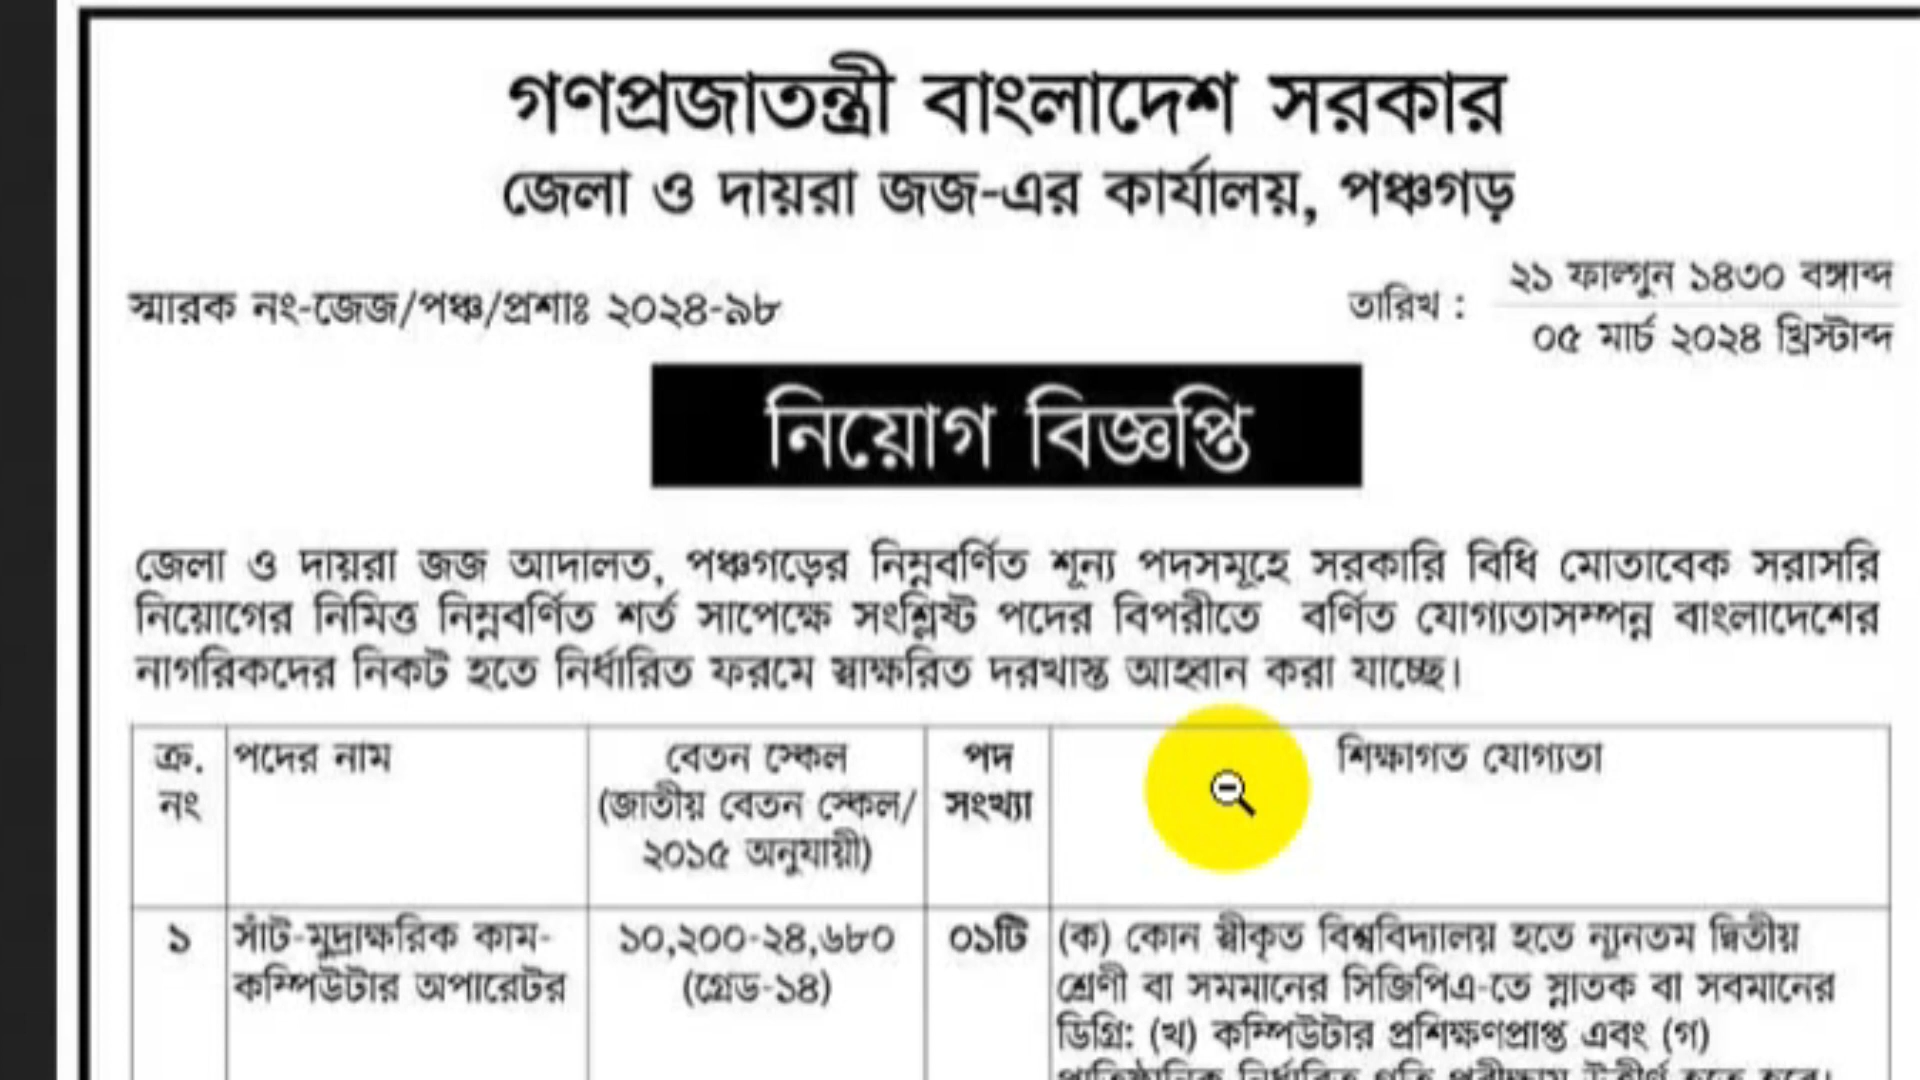 গণপ্রজাতন্ত্রী বাংলাদেশ সরকার
জেলা ও দায়রা জজ-এর কার্যালয়, পঞ্চগড়
স্মারক নং-জেজ/পঞ্চ/প্রশাঃ ২০২৪-৯৮
তারিখ :
২১ ফাল্গুন ১৪৩০ বঙ্গাব্দ
০৫ মার্চ ২০২৪ খ্রিস্টাব্দ
নিয়োগ বিজ্ঞপ্তি
জেলা ও দায়রা জজ আদালত, পঞ্চগড়ের নিম্নবর্ণিত শূন্য পদসমূহে সরকারি বিধি মোতাবেক সরাসরি
নিয়োগের নিমিত্ত নিম্নবর্ণিত শর্ত সাপেক্ষে সংশ্লিষ্ট পদের বিপরীতে বর্ণিত যোগ্যতাসম্পন্ন বাংলাদেশের
নাগরিকদের নিকট হতে নির্ধারিত ফরমে স্বাক্ষরিত দরখাস্ত আহ্বান করা যাচ্ছে।
ক্র.
নং
পদের নাম
বেতন স্কেল
(জাতীয় বেতন স্কেল/
২০১৫ অনুযায়ী)
পদ
সংখ্যা
শিক্ষাগত যোগ্যতা
১
সাঁট-মুদ্রাক্ষরিক কাম-
কম্পিউটার অপারেটর
১০,২০০-২৪,৬৮০
(গ্রেড-১৪)
০১টি
(ক) কোন স্বীকৃত বিশ্ববিদ্যালয় হতে ন্যূনতম দ্বিতীয়
শ্রেণী বা সমমানের সিজিপিএ-তে স্নাতক বা সবমানের
ডিগ্রি: (খ) কম্পিউটার প্রশিক্ষণপ্রাপ্ত এবং (গ)